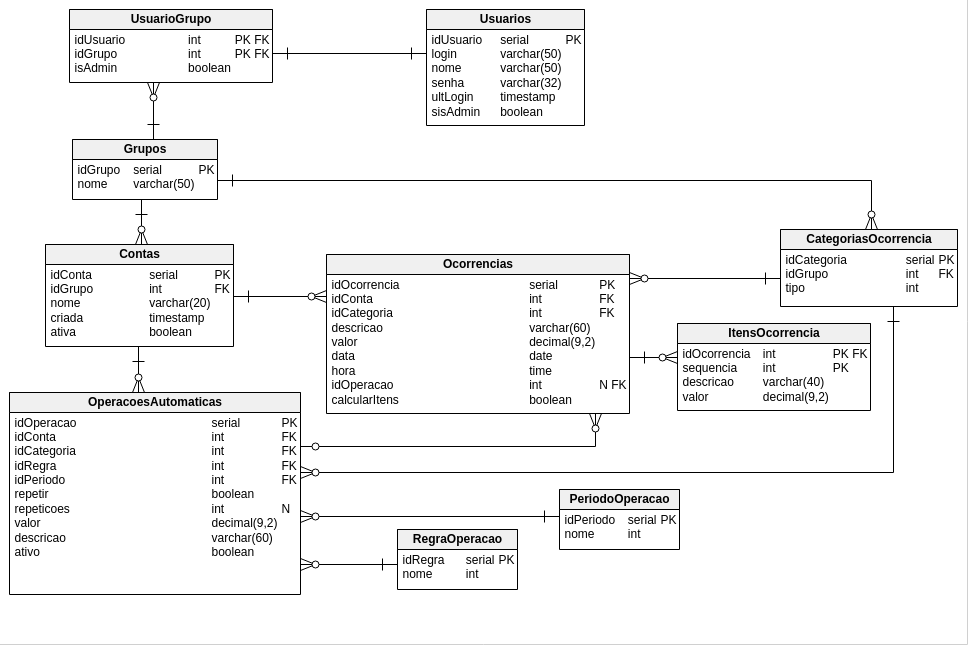 UsuarioGrupo
idUsuario int PK FK
idGrupo int PK FK
isAdmin boolean
Usuarios
idUsuario serial PK
login varchar(50)
nome varchar(50)
senha varchar(32)
ultLogin timestamp
sisAdmin boolean
Grupos
idGrupo serial PK
nome varchar(50)
CategoriasOcorrencia
idCategoria serial PK
idGrupo int FK
tipo int
Contas
idConta serial PK
idGrupo int FK
nome varchar(20)
criada timestamp
ativa boolean
Ocorrencias
idOcorrencia serial PK
idConta int FK
idCategoria int FK
descricao varchar(60)
valor decimal(9,2)
data date
hora time
idOperacao int N FK
calcularItens boolean
ItensOcorrencia
idOcorrencia int PK FK
sequencia int PK
descricao varchar(40)
valor decimal(9,2)
OperacoesAutomaticas
idOperacao serial PK
idConta int FK
idCategoria int FK
idRegra int FK
idPeriodo int FK
repetir boolean
repeticoes int N
valor decimal(9,2)
descricao varchar(60)
ativo boolean
PeriodoOperacao
idPeriodo serial PK
nome int
RegraOperacao
idRegra serial PK
nome int